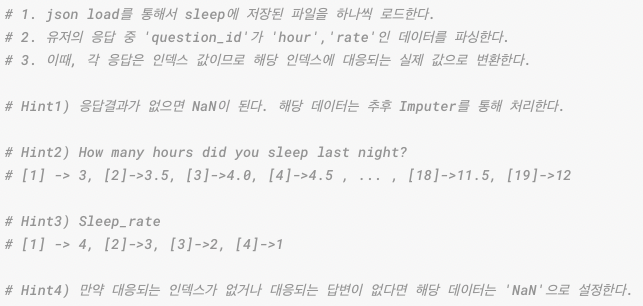 # 1. json load를 통해서 sleep에 저장된 파일을 하나씩 로드한다.
# 2. 유저의 응답 중 'question_id'가 'hour','rate'인 데이터를 파싱한다.
# 3. 이때, 각 응답은 인덱스 값이므로 해당 인덱스에 대응되는 실제 값으로 변환한다.
# Hint1) 응답결과가 없으면 NaN이 된다. 해당 데이터는 추후 Imputer를 통해 처리한다.
# Hint2) How many hours did you sleep last night?
# [1] -> 3, [2]->3.5, [3]->4.0, [4]->4.5 , ... , [18]->11.5, [19]->12
# Hint3) Sleep_rate
# [1] -> 4, [2]->3, [3]->2, [4]->1
# Hint4) 만약 대응되는 인덱스가 없거나 대응되는 답변이 없다면 해당 데이터는 'NaN'으로 설정한다.